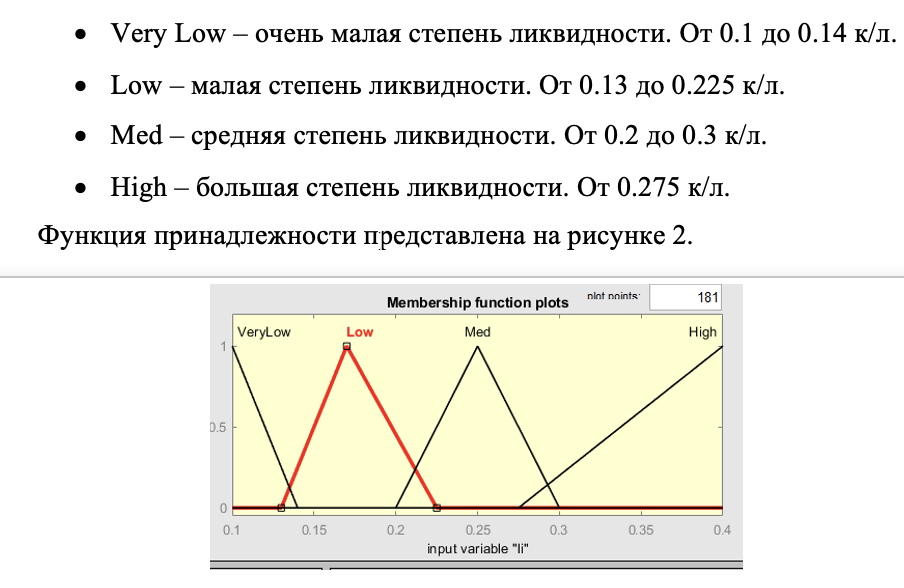 • Very Low – очень малая степень ликвидности. От 0.1 до 0.14 к/л.
• Low – малая степень ликвидности. От 0.13 до 0.225 к/л.
• Med – средняя степень ликвидности. От 0.2 до 0.3 к/л.
• High – большая степень ликвидности. От 0.275 к/л.
Функция принадлежности представлена на рисунке 2.
Membership function plots plot points: 181
VeryLow Low Med High
1
0.5
0
0.1 0.15 0.2 0.25 0.3 0.35 0.4
input variable "li"